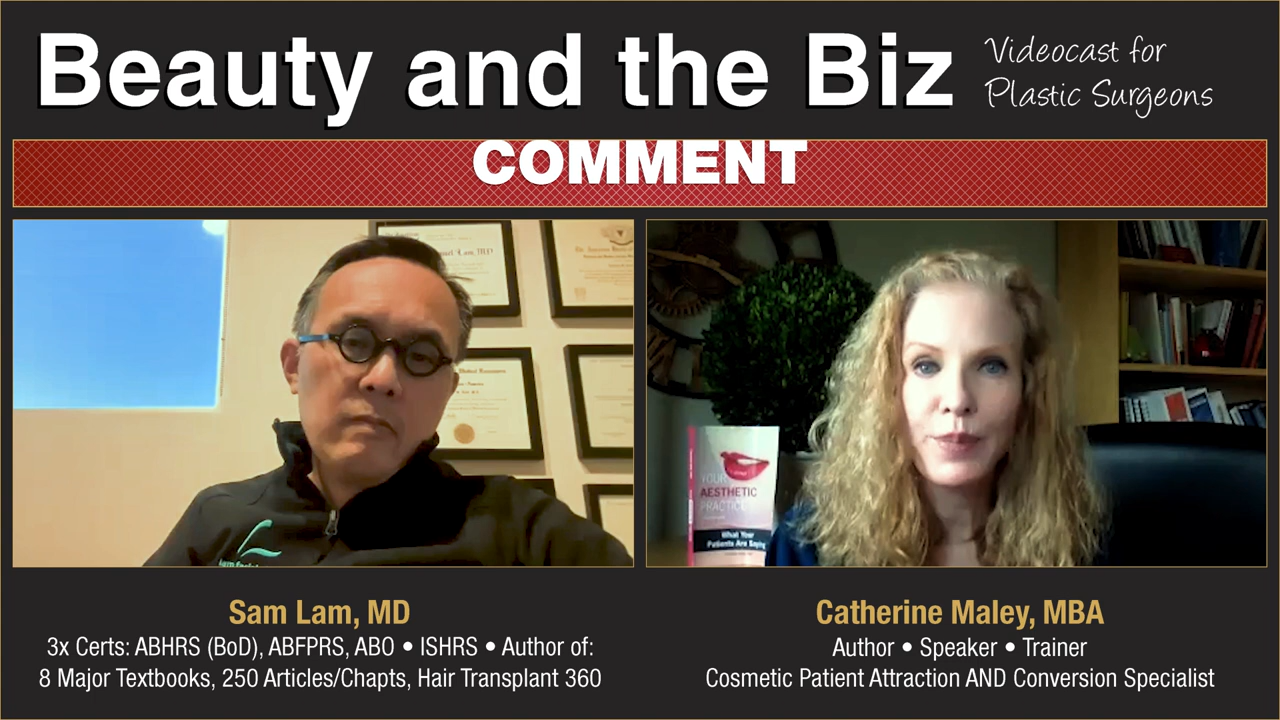 Beauty and the Biz
Videocast for
Plastic Surgeons
COMMENT
Lam, M.D.
YOUR
AESTHETIC
PRACTICE
What Your
Patients Are Saying
Sam Lam, MD
3x Certs: ABHRS (BoD), ABFPRS, ABO • ISHRS • Author of:
8 Major Textbooks, 250 Articles/Chapts, Hair Transplant 360
Catherine Maley, MBA
Author • Speaker • Trainer
Cosmetic Patient Attraction AND Conversion Specialist